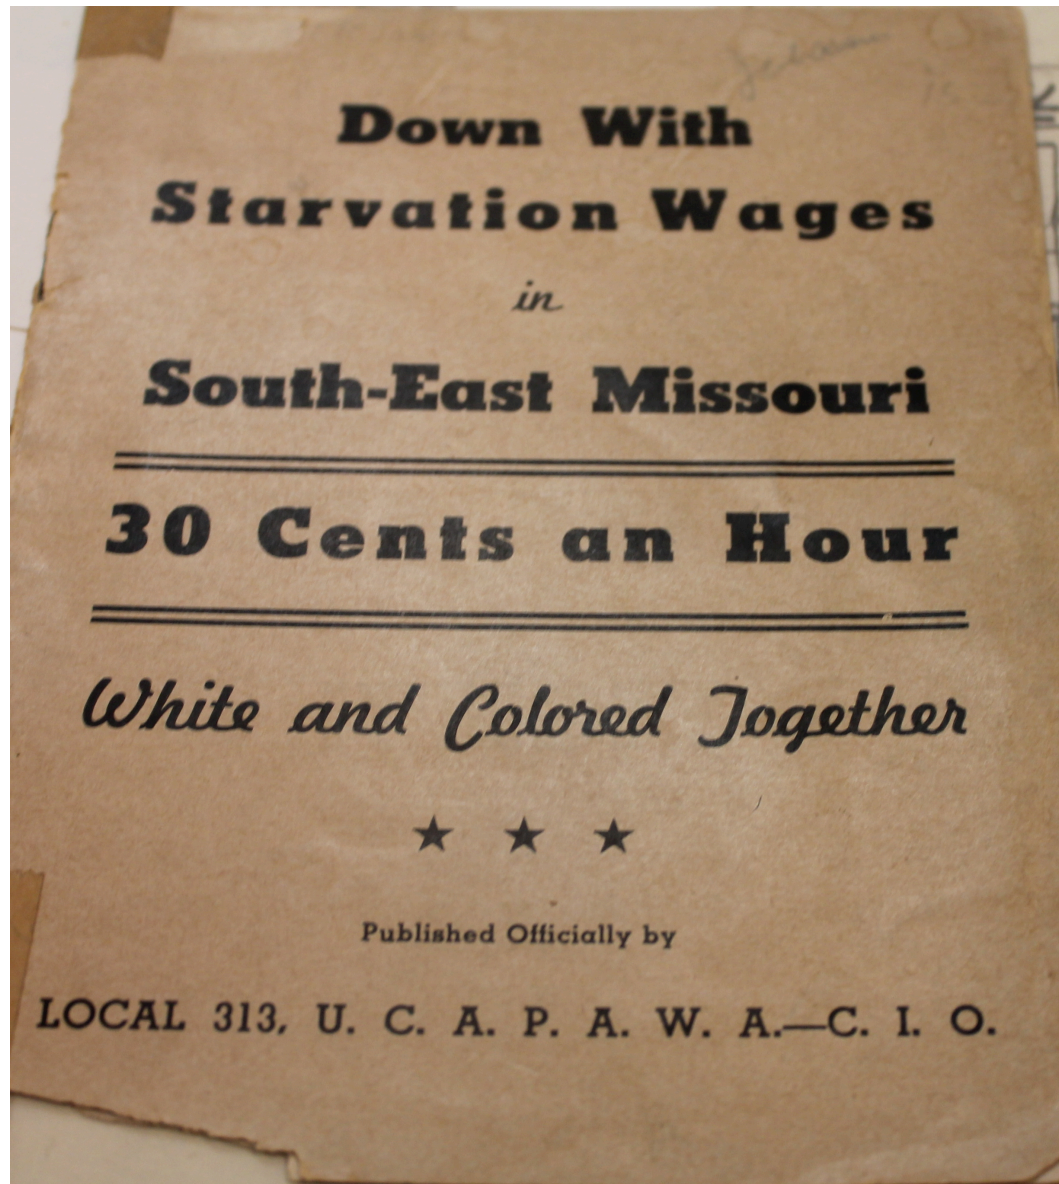 Down With
Starvation Wages
in
South-East Missouri
30 Cents an Hour
White and Colored Together
★ ★ ★
Published Officially by
LOCAL 313, U. C. A. P. A. W. A.—C. I. O.